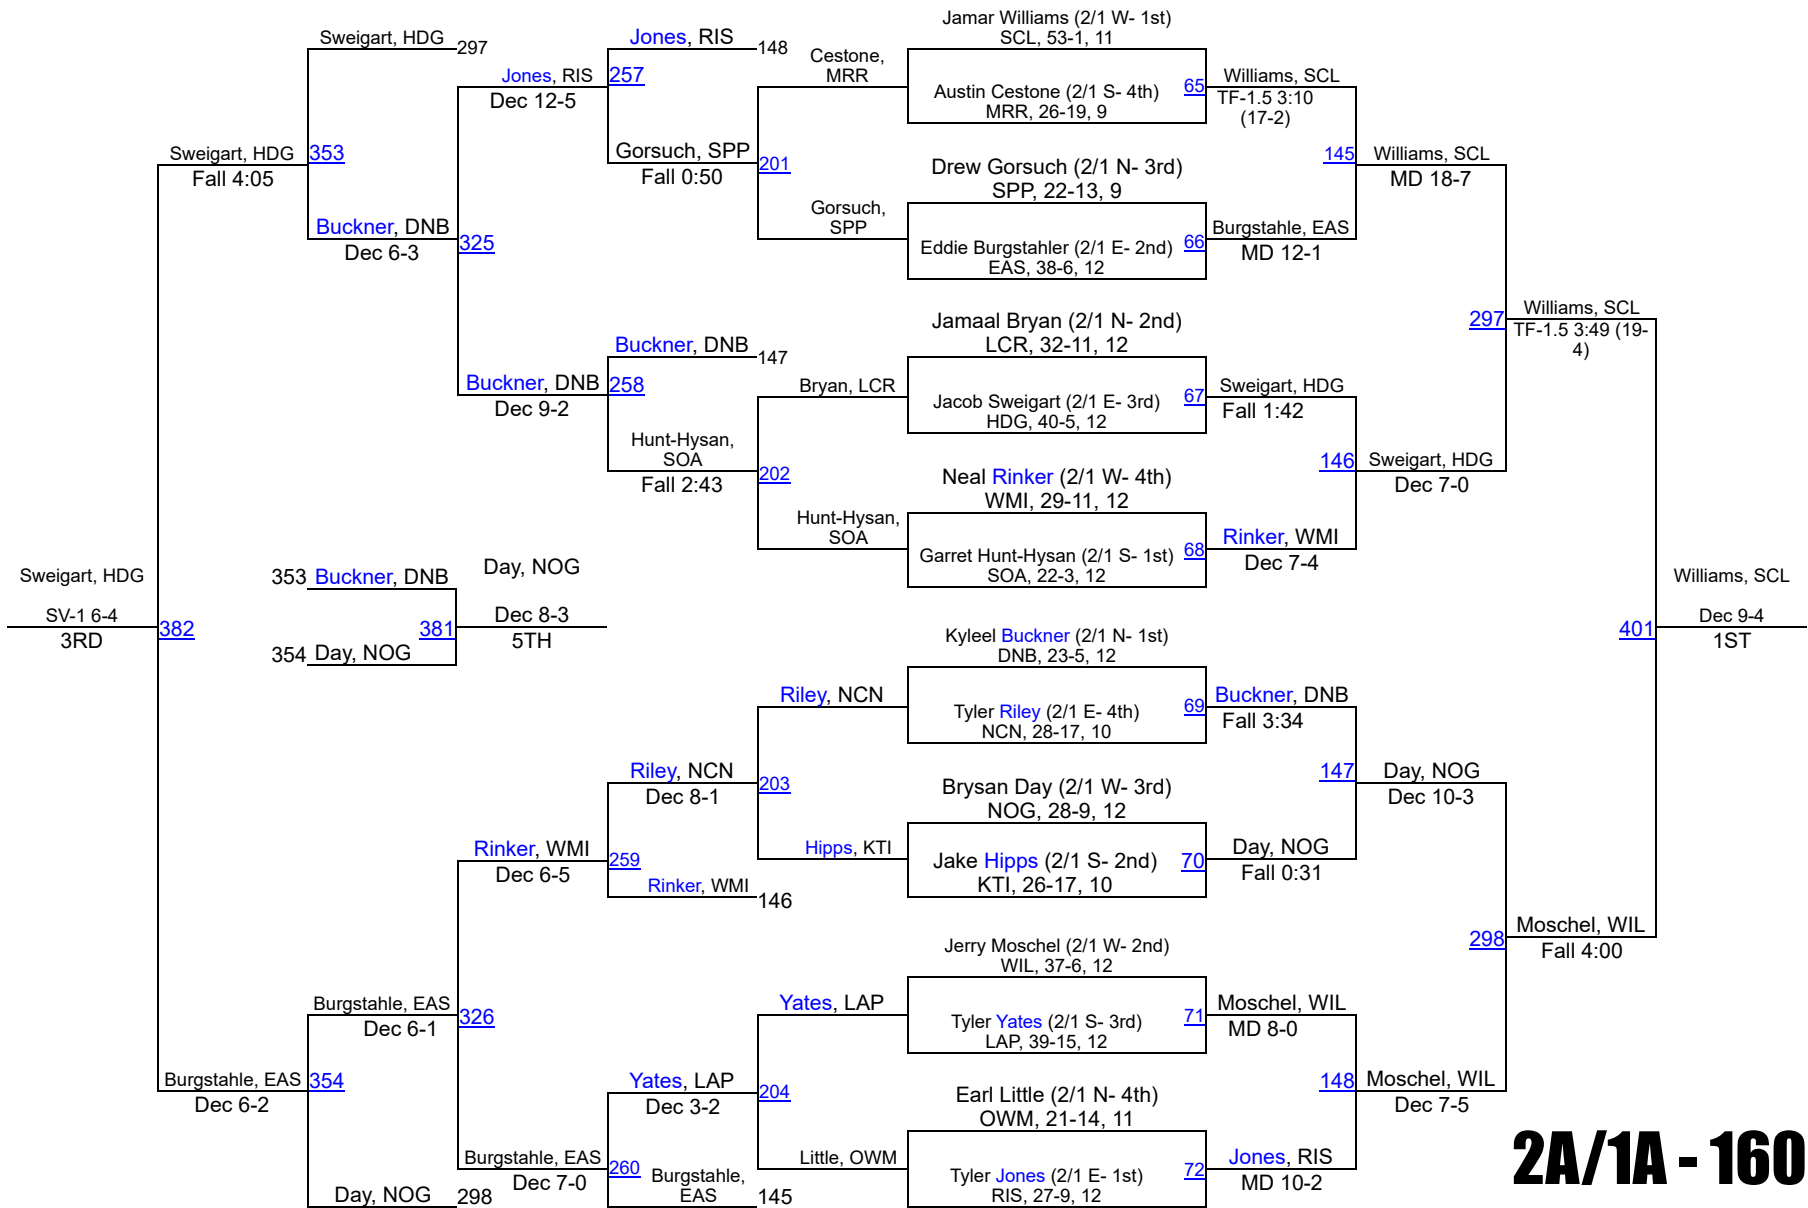 Sweigart, HDG
297
Jones, RIS
148
Jones, RIS
257
Dec 12-5
Gorsuch, SPP
Fall 0:50
201
Sweigart, HDG
353
Fall 4:05
Buckner, DNB
Dec 6-3
325
Buckner, DNB
147
Buckner, DNB
258
Dec 9-2
Hunt-Hysan,
SOA
Fall 2:43
202
Sweigart, HDG
SV-1 6-4
3RD
382
353
Buckner, DNB
354
Day, NOG
381
Day, NOG
Dec 8-3
5TH
Riley, NCN
Dec 8-1
203
Rinker, WMI
Dec 6-5
259
Rinker, WMI
146
Burgstahle, EAS
Dec 6-1
326
Burgstahle, EAS
Dec 6-2
354
Yates, LAP
Dec 3-2
204
Burgstahle, EAS
Dec 7-0
260
Burgstahle,
EAS
145
Day, NOG
298
Cestone,
MRR
Gorsuch,
SPP
Bryan, LCR
Hunt-Hysan,
SOA
Riley, NCN
Hipps, KTI
Yates, LAP
Little, OWM
Jamar Williams (2/1 W- 1st)
SCL, 53-1, 11
Austin Cestone (2/1 S- 4th)
MRR, 26-19, 9
65
Drew Gorsuch (2/1 N- 3rd)
SPP, 22-13, 9
Eddie Burgstahler (2/1 E- 2nd)
EAS, 38-6, 12
66
Jamaal Bryan (2/1 N- 2nd)
LCR, 32-11, 12
Jacob Sweigart (2/1 E- 3rd)
HDG, 40-5, 12
67
Neal Rinker (2/1 W- 4th)
WMI, 29-11, 12
Garret Hunt-Hysan (2/1 S- 1st)
SOA, 22-3, 12
68
Kyleel Buckner (2/1 N- 1st)
DNB, 23-5, 12
Tyler Riley (2/1 E- 4th)
NCN, 28-17, 10
69
Brysan Day (2/1 W- 3rd)
NOG, 28-9, 12
Jake Hipps (2/1 S- 2nd)
KTI, 26-17, 10
70
Jerry Moschel (2/1 W- 2nd)
WIL, 37-6, 12
Tyler Yates (2/1 S- 3rd)
LAP, 39-15, 12
71
Earl Little (2/1 N- 4th)
OWM, 21-14, 11
Tyler Jones (2/1 E- 1st)
RIS, 27-9, 12
72
Williams, SCL
TF-1.5 3:10
(17-2)
145
Burgstahle, EAS
MD 12-1
Sweigart, HDG
Fall 1:42
146
Rinker, WMI
Dec 7-4
Buckner, DNB
Fall 3:34
147
Day, NOG
Fall 0:31
Moschel, WIL
MD 8-0
148
Jones, RIS
MD 10-2
Williams, SCL
MD 18-7
297
Sweigart, HDG
Dec 7-0
Day, NOG
Dec 10-3
298
Moschel, WIL
Dec 7-5
Williams, SCL
TF-1.5 3:49 (19-
4)
401
Moschel, WIL
Fall 4:00
Williams, SCL
Dec 9-4
1ST
2A/1A - 160